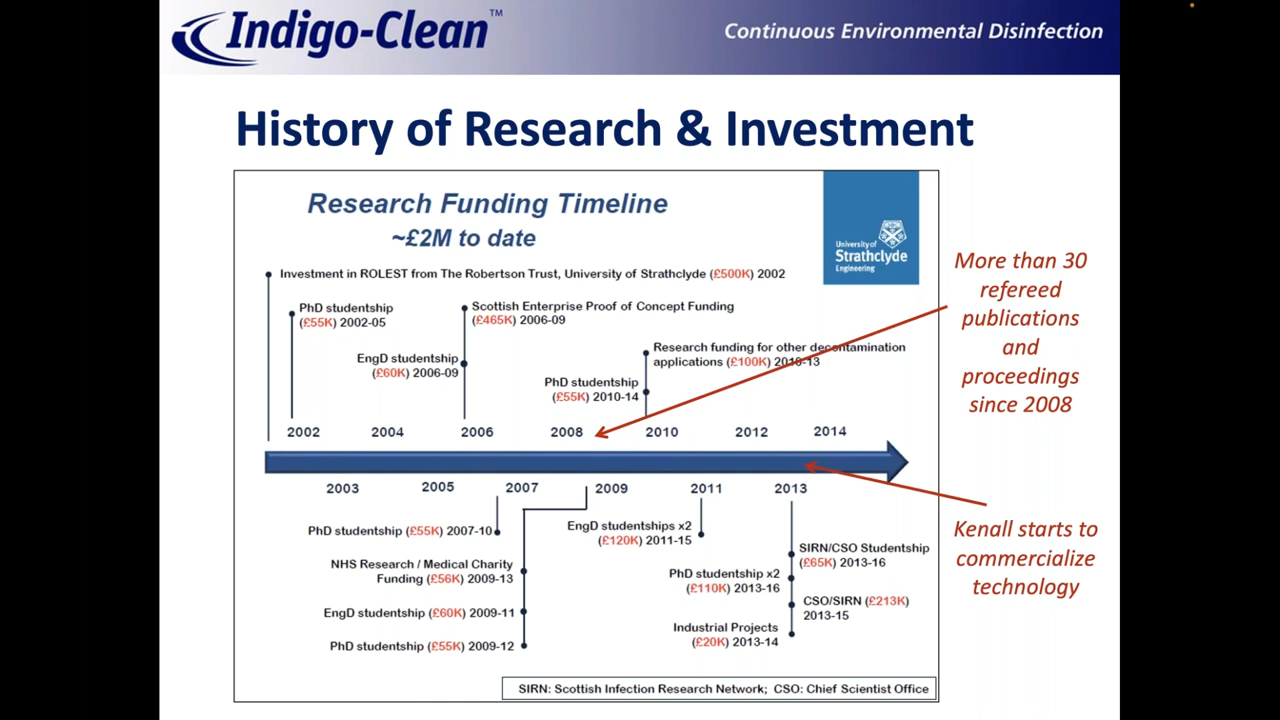 Indigo-Clean™
Continuous Environmental Disinfection
History of Research & Investment
Research Funding Timeline
~£2M to date
University of
Strathclyde
Engineering
Investment in ROLEST from The Robertson Trust, University of Strathclyde (£500K) 2002
PhD studentship
(£55K) 2002-05
Scottish Enterprise Proof of Concept Funding
(£465K) 2006-09
EngD studentship
(£60K) 2006-09
Research funding for other decontamination
applications (£100K) 2010-13
PhD studentship
(£55K) 2010-14
2002 2004 2006 2008 2010 2012 2014
2003 2005 2007 2009 2011 2013
PhD studentship (£55K) 2007-10
NHS Research / Medical Charity
Funding (£56K) 2009-13
EngD studentship (£60K) 2009-11
PhD studentship (£55K) 2009-12
EngD studentships x2
(£120K) 2011-15
PhD studentship x2
(£110K) 2013-16
Industrial Projects
(£20K) 2013-14
SIRN/CSO Studentship
(£65K) 2013-16
CSO/SIRN (£213K)
2013-15
SIRN: Scottish Infection Research Network; CSO: Chief Scientist Office
More than 30
refereed
publications
and
proceedings
since 2008
Kenall starts to
commercialize
technology